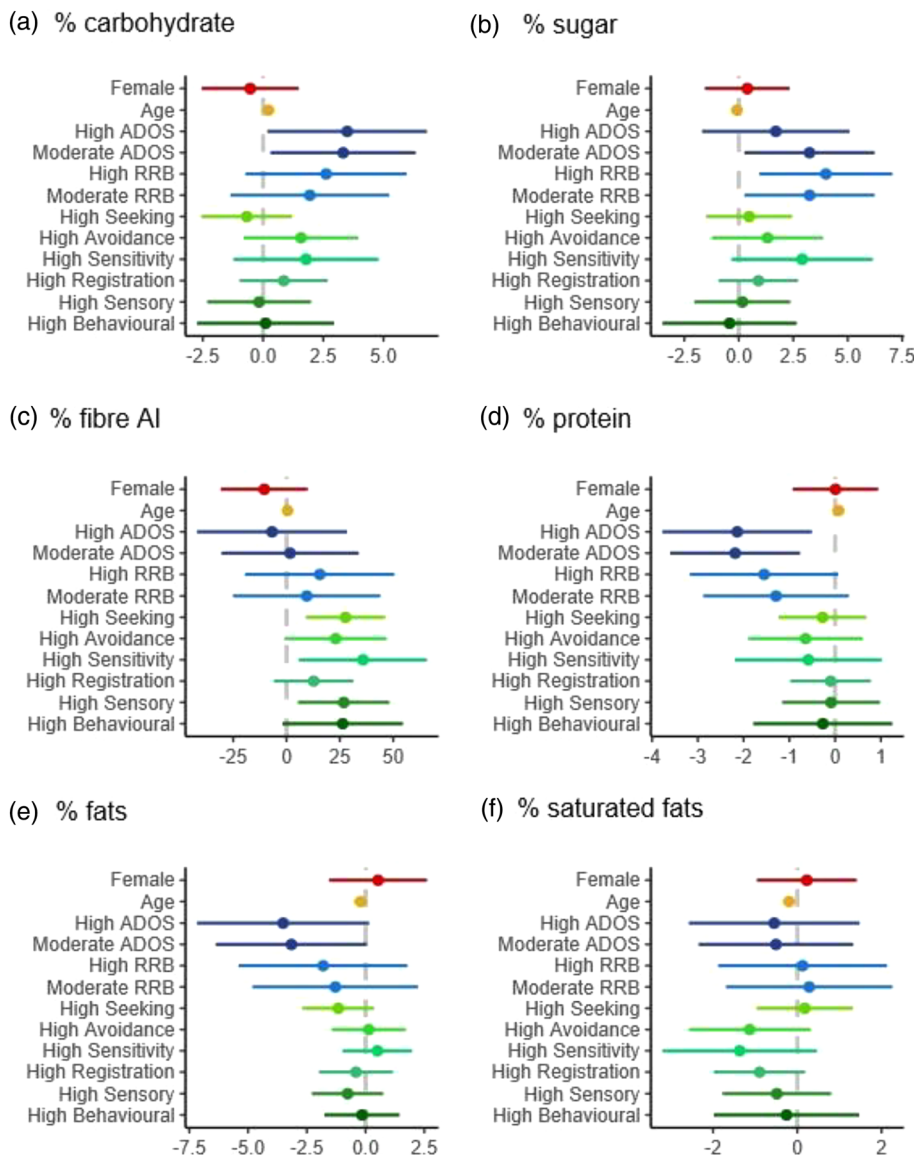 (a) % carbohydrate
Female
Age
High ADOS
Moderate ADOS
High RRB
Moderate RRB
High Seeking
High Avoidance
High Sensitivity
High Registration
High Sensory
High Behavioural
-2.5 0.0 2.5 5.0
(b) % sugar
Female
Age
High ADOS
Moderate ADOS
High RRB
Moderate RRB
High Seeking
High Avoidance
High Sensitivity
High Registration
High Sensory
High Behavioural
-2.5 0.0 2.5 5.0 7.5
(c) % fibre AI
Female
Age
High ADOS
Moderate ADOS
High RRB
Moderate RRB
High Seeking
High Avoidance
High Sensitivity
High Registration
High Sensory
High Behavioural
-25 0 25 50
(d) % protein
Female
Age
High ADOS
Moderate ADOS
High RRB
Moderate RRB
High Seeking
High Avoidance
High Sensitivity
High Registration
High Sensory
High Behavioural
-4 -3 -2 -1 0 1
(e) % fats
Female
Age
High ADOS
Moderate ADOS
High RRB
Moderate RRB
High Seeking
High Avoidance
High Sensitivity
High Registration
High Sensory
High Behavioural
-7.5 -5.0 -2.5 0.0 2.5
(f) % saturated fats
Female
Age
High ADOS
Moderate ADOS
High RRB
Moderate RRB
High Seeking
High Avoidance
High Sensitivity
High Registration
High Sensory
High Behavioural
-2 0 2